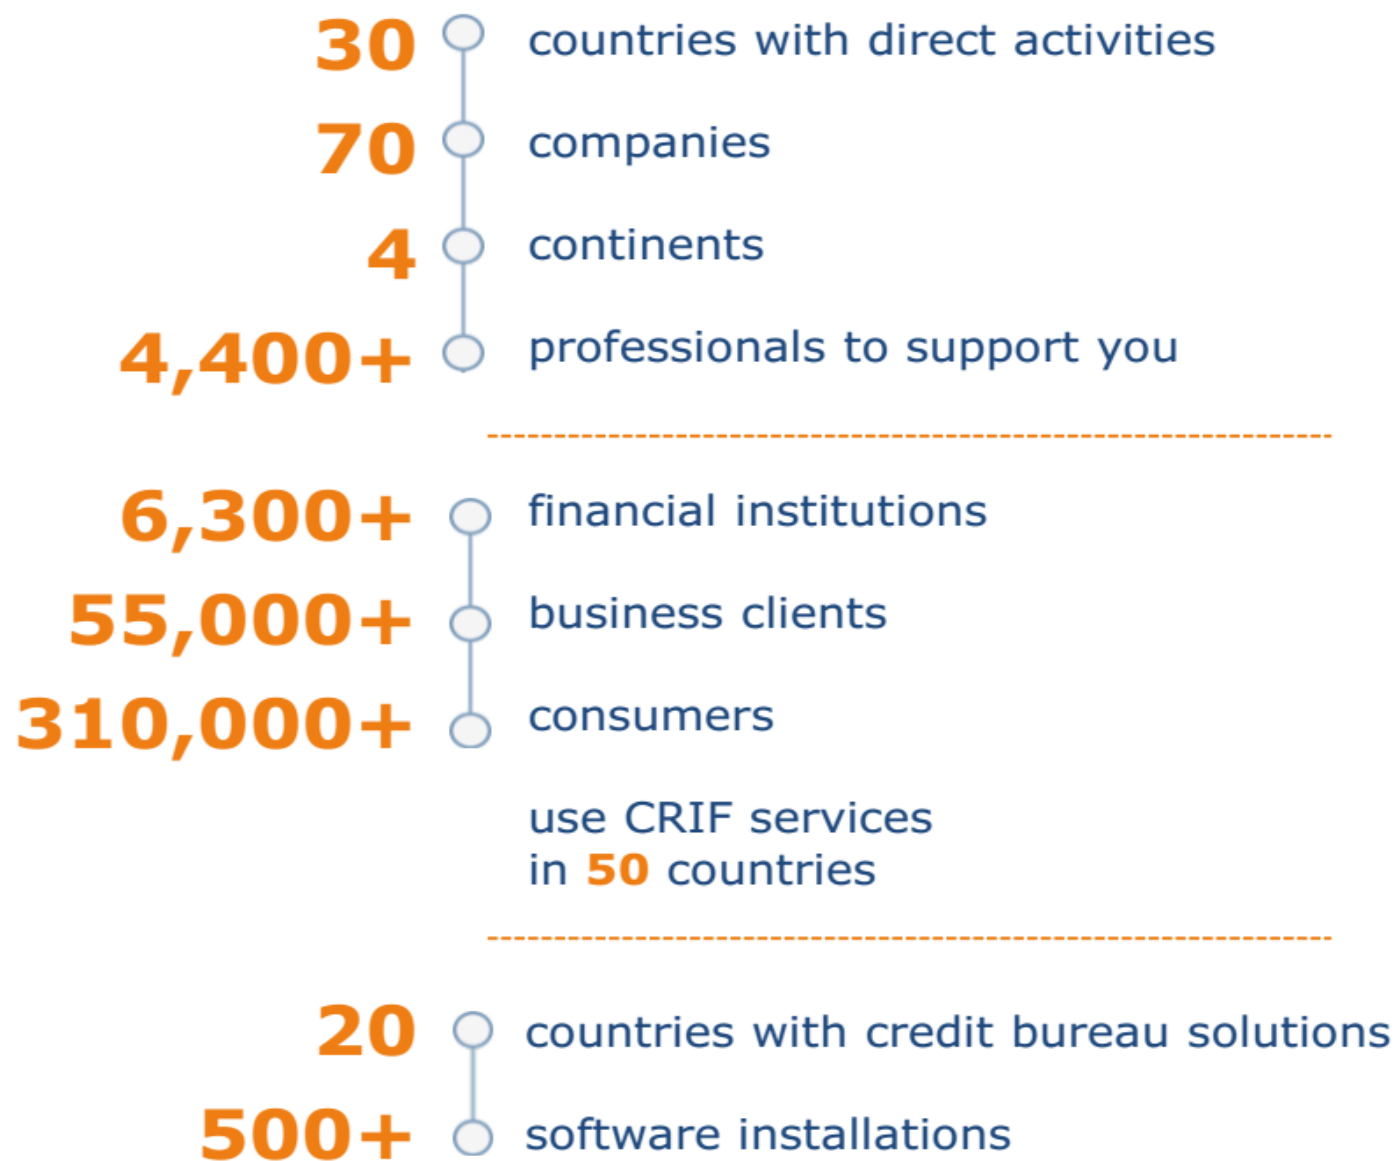 30 countries with direct activities
70 companies
4 continents
4,400+ professionals to support you
6,300+ financial institutions
55,000+ business clients
310,000+ consumers
use CRIF services
in 50 countries
20 countries with credit bureau solutions
500+ software installations